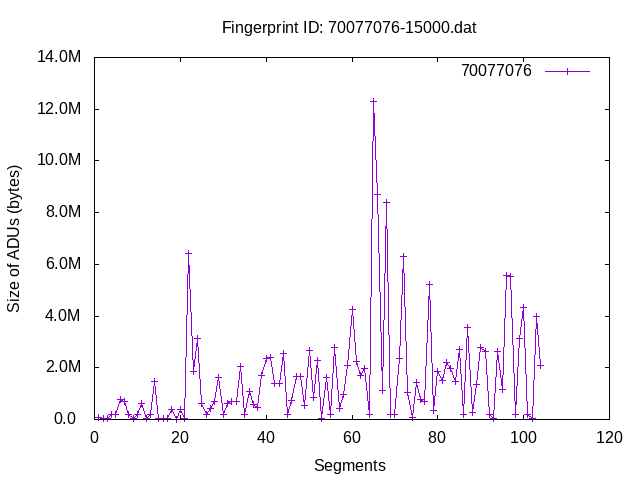 Fingerprint ID: 70077076-15000.dat
70077076
14.0M
12.0M
10.0M
8.0M
6.0M
4.0M
2.0M
0.0
Size of ADUs (bytes)
0 20 40 60 80 100 120
Segments